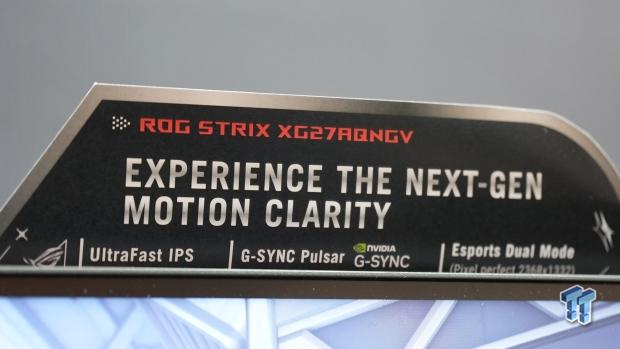 ROG STRIX XG27AQNGV
EXPERIENCE THE NEXT-GEN
MOTION CLARITY
UltraFast IPS
G-SYNC Pulsar
NVIDIA
G-SYNC
Esports Dual Mode
(Pixel perfect 2368x1332)
TT